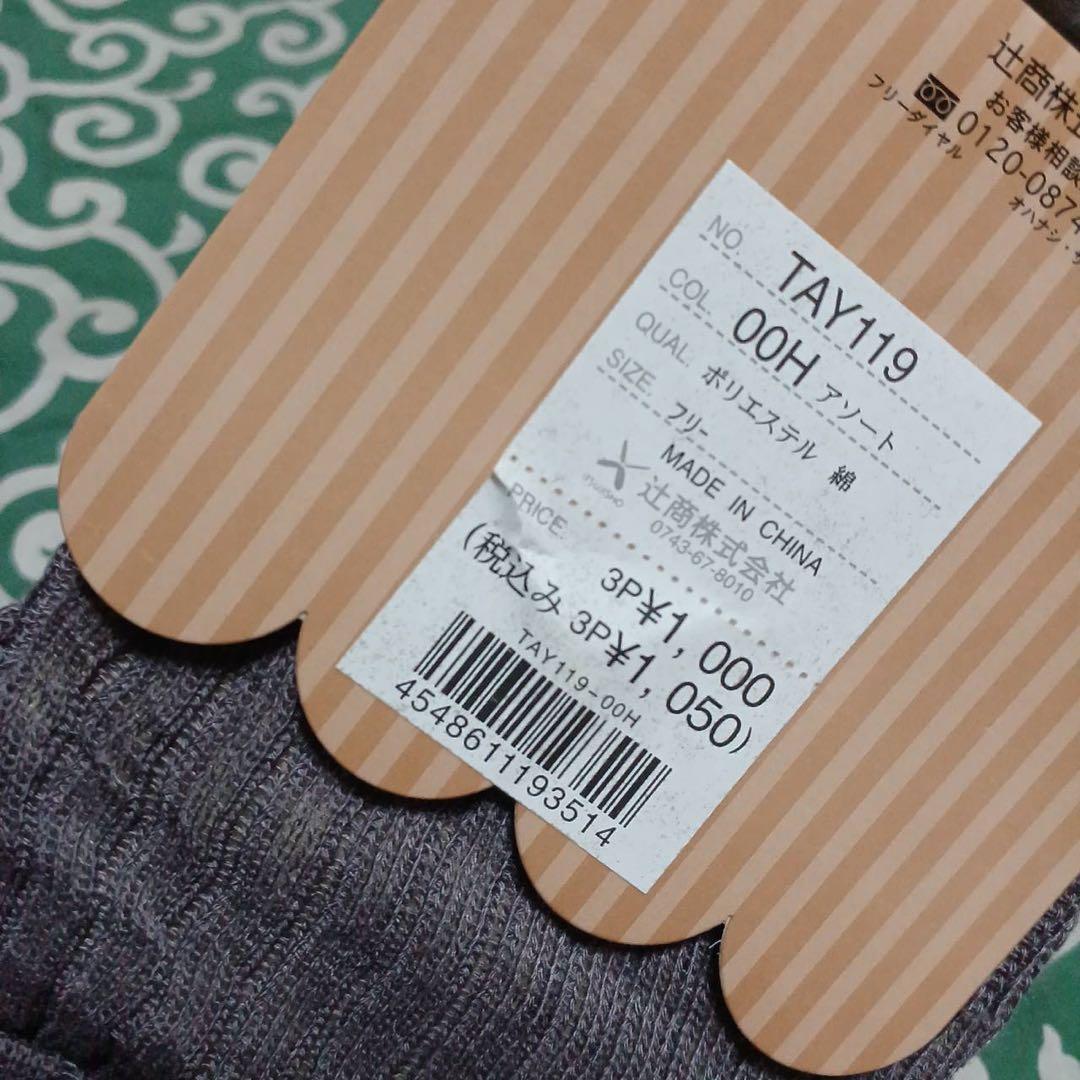 辻商株式
お客様相談
フリーダイヤル 0120-0874
オハナシ・
NO. TAY119
COL. 00H アソート
QUAL. ポリエステル 綿
SIZE. フリー
MADE IN CHINA
TSUJISHO 辻商株式会社
0743-67-8010
PRICE. 3P¥1,000
(税込み 3P¥1,050)
TAY119-00H
4548611193514